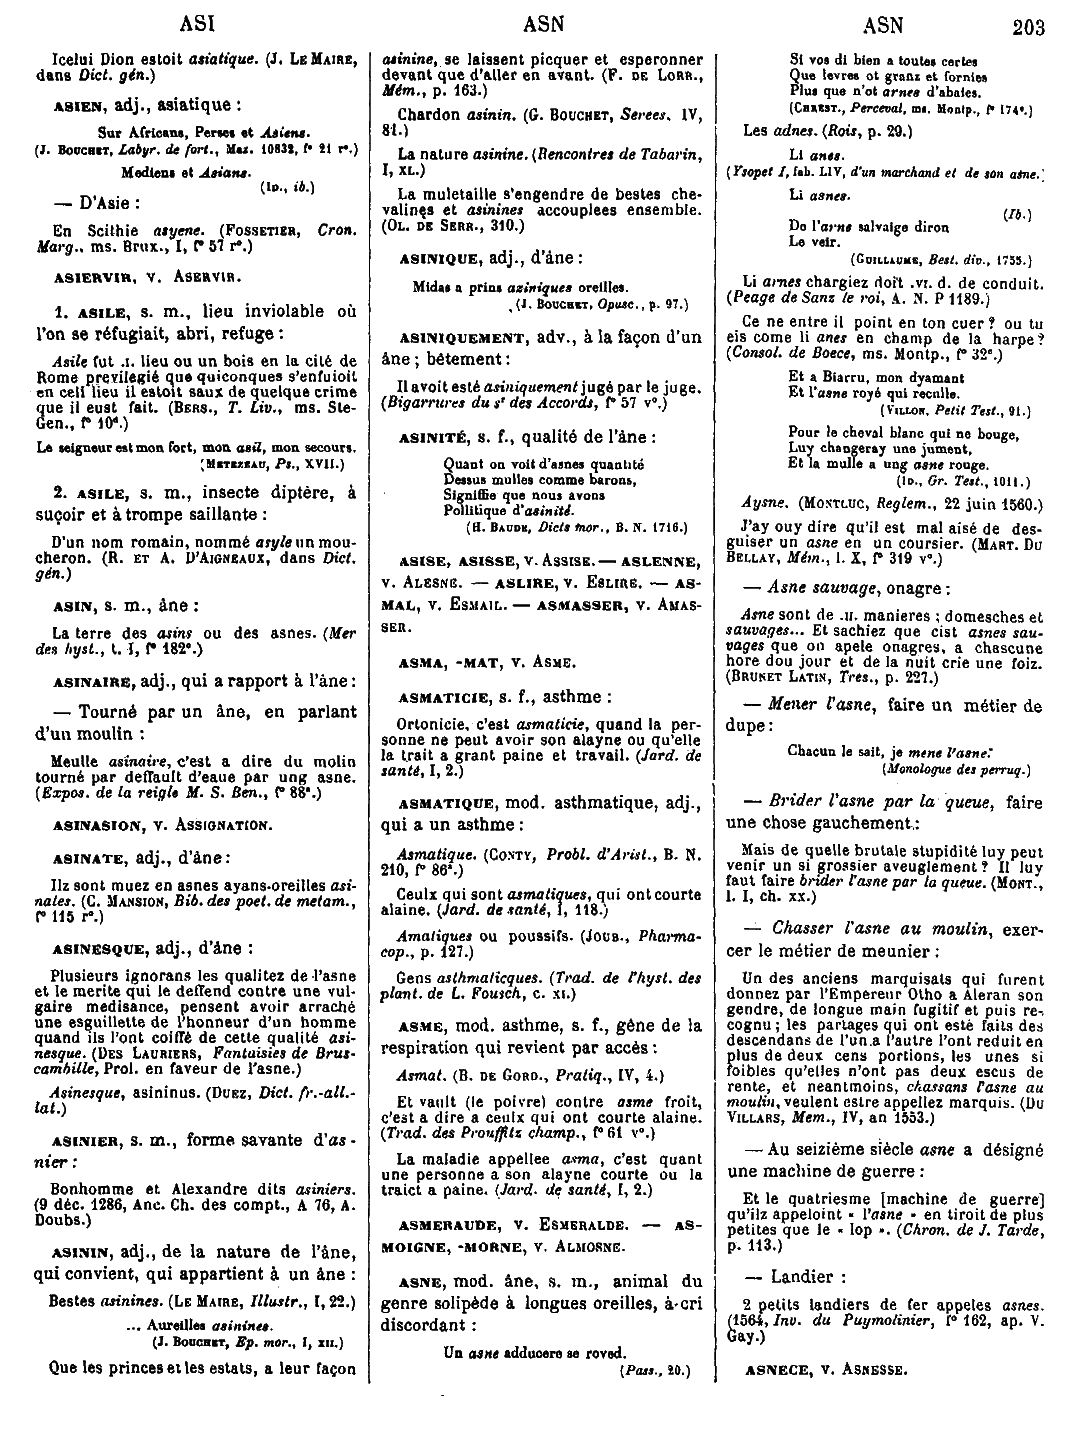 ASI
ASN
ASN
203
Icelui Dion estoit asiatique. (J. LE MAIRE,
dans Dict. gén.)
ASIEN, adj., asiatique :
Sur Africans, Perses et Asiens.
(J. BOUCHET, Labyr. de fort., Maz. 10832, f° 21 r°.)
Mediens et Asians.
(ID., ib.)
— D'Asie :
En Scithie asyene. (FOSSETIER, Cron.
Marg., ms. Brux., I, f° 57 r°.)
ASIERVIR, V. ASERVIR.
1. ASILE, s. m., lieu inviolable où
l'on se réfugiait, abri, refuge :
Asile fut .I. lieu ou un bois en la cité de
Rome previlegié que quiconques s'enfuioit
en celi lieu il estoit saux de quelque crime
que il eust fait. (BERS., T. Liv., ms. Ste-
Gen., f° 10ᵈ.)
Le seigneur est mon fort, mon asil, mon secours.
(METEZEAU, Ps., XVII.)
2. ASILE, s. m., insecte diptère, à
suçoir et à trompe saillante :
D'un nom romain, nommé asyle un mou-
cheron. (R. ET A. D'AIGNEAUX, dans Dict.
gén.)
ASIN, s. m., âne :
La terre des asins ou des asnes. (Mer
des hyst., t. I, f° 182ᵉ.)
ASINAIRE, adj., qui a rapport à l'âne :
— Tourné par un âne, en parlant
d'un moulin :
Meulle asinaire, c'est a dire du molin
tourné par deffault d'eaue par ung asne.
(Expos. de la reigle M. S. Ben., f° 88ᵉ.)
ASINASION, V. ASSIGNATION.
ASINATE, adj., d'âne :
Ilz sont muez en asnes ayans-oreilles asi-
nales. (C. MANSION, Bib. des poet. de metam.,
f° 115 r°.)
ASINESQUE, adj., d'âne :
Plusieurs ignorans les qualitez de l'asne
et le merite qui le deffend contre une vul-
gaire medisance, pensent avoir arraché
une esguillette de l'honneur d'un homme
quand ils l'ont coiffé de cette qualité asi-
nesque. (DES LAURIERS, Fantaisies de Brus-
cambille, Prol. en faveur de l'asne.)
Asinesque, asininus. (DUEZ, Dict. fr.-all.-
lat.)
ASINIER, s. m., forme savante d'as-
nier :
Bonhomme et Alexandre dits asiniers.
(9 déc. 1286, Anc. Ch. des compt., A 76, A.
Doubs.)
ASININ, adj., de la nature de l'âne,
qui convient, qui appartient à un âne :
Bestes asinines. (LE MAIRE, Illustr., I, 22.)
... Aureilles asinines.
(J. BOUCHET, Ep. mor., I, XII.)
Que les princes et les estats, a leur façon
asinine, se laissent picquer et esperonner
devant que d'aller en avant. (F. DE LORR.,
Mém., p. 163.)
Chardon asinin. (G. BOUCHET, Serees, IV,
81.)
La nature asinine. (Rencontres de Tabarin,
I, XL.)
La muletaille s'engendre de bestes che-
valines et asinines accouplees ensemble.
(OL. DE SERR., 310.)
ASINIQUE, adj., d'âne :
Midas a prins asiniques oreilles.
(J. BOUCHET, Opusc., p. 97.)
ASINIQUEMENT, adv., à la façon d'un
âne ; bêtement :
Il avoit esté asiniquement jugé par le juge.
(Bigarrures du sʳ des Accords, f° 57 v°.)
ASINITÉ, s. f., qualité de l'âne :
Quant on voit d'asnes quantité
Dessus mulles comme barons,
Signiffie que nous avons
Pollitique d'asinité.
(H. BAUDE, Dicts mor., B. N. 1716.)
ASISE, ASISSE, V. ASSISE. — ASLENNE,
V. ALESNE. — ASLIRE, V. ESLIRE. — AS-
MAL, V. ESMAIL. — ASMASSER, V. AMAS-
SER.
ASMA, -MAT, V. ASME.
ASMATICIE, s. f., asthme :
Ortonicie, c'est asmaticie, quand la per-
sonne ne peut avoir son alayne ou qu'elle
la trait a grant paine et travail. (Jard. de
santé, I, 2.)
ASMATIQUE, mod. asthmatique, adj.,
qui a un asthme :
Asmatique. (CONTY, Probl. d'Arist., B. N.
210, f° 86ᵃ.)
Ceulx qui sont asmatiques, qui ont courte
alaine. (Jard. de santé, I, 118.)
Amatiques ou poussifs. (JOUB., Pharma-
cop., p. 127.)
Gens asthmaticques. (Trad. de l'hyst. des
plant. de L. Fousch, c. XI.)
ASME, mod. asthme, s. f., gêne de la
respiration qui revient par accès :
Asmat. (B. DE GORD., Pratiq., IV, 4.)
Et vault (le poivre) contre asme froit,
c'est a dire a ceulx qui ont courte alaine.
(Trad. des Prouffitz champ., f° 61 v°.)
La maladie appellee asma, c'est quant
une personne a son alayne courte ou la
traict a paine. (Jard. de santé, I, 2.)
ASMERAUDE, V. ESMERALDE. — AS-
MOIGNE, -MORNE, V. ALMOSNE.
ASNE, mod. âne, s. m., animal du
genre solipède à longues oreilles, à cri
discordant :
Un asne adducere se roved.
(Pass., 20.)
Si vos di bien a toutes certes
Que levres ot granz et fornies
Plus que n'ot arnes d'abaies.
(CHREST., Perceval, ms. Montp., f° 174ᵉ.)
Les adnes. (Rois, p. 29.)
Li anes.
(Ysopet I, fab. LIV, d'un marchand et de son asne.)
Li asnes.
(Ib.)
De l'arne salvaige diron
Le veir.
(GUILLAUME, Best. div., 1755.)
Li arnes chargiez doit .VI. d. de conduit.
(Peage de Sanz le roi, A. N. P 1189.)
Ce ne entre il point en ton cuer ? ou tu
eis come li anes en champ de la harpe ?
(Consol. de Boece, ms. Montp., f° 32ᵉ.)
Et a Biarru, mon dyamant
Et l'asne royé qui reculle.
(VILLON, Petit Test., 91.)
Pour le cheval blanc qui ne bouge,
Luy changeray une jument,
Et la mulle a ung asne rouge.
(ID., Gr. Test., 1011.)
Aysne. (MONTLUC, Reglem., 22 juin 1560.)
J'ay ouy dire qu'il est mal aisé de des-
guiser un asne en un coursier. (MART. DU
BELLAY, Mém., l. X, f° 319 v°.)
— Asne sauvage, onagre :
Asne sont de .II. manieres ; domesches et
sauvages... Et sachiez que cist asnes sau-
vages que on apele onagres, a chascune
hore dou jour et de la nuit crie une foiz.
(BRUNET LATIN, Tres., p. 227.)
— Mener l'asne, faire un métier de
dupe :
Chacun le sait, je mene l'asne.
(Monologue des perruq.)
— Brider l'asne par la queue, faire
une chose gauchement :
Mais de quelle brutale stupidité luy peut
venir un si grossier aveuglement ? Il luy
faut faire brider l'asne par la queue. (MONT.,
l. I, ch. XX.)
— Chasser l'asne au moulin, exer-
cer le métier de meunier :
Un des anciens marquisats qui furent
donnez par l'Empereur Otho a Aleran son
gendre, de longue main fugitif et puis re-
cognu ; les partages qui ont esté faits des
descendans de l'un a l'autre l'ont reduit en
plus de deux cens portions, les unes si
foibles qu'elles n'ont pas deux escus de
rente, et neantmoins, chassans l'asne au
moulin, veulent estre appellez marquis. (DU
VILLARS, Mem., IV, an 1553.)
— Au seizième siècle asne a désigné
une machine de guerre :
Et le quatriesme [machine de guerre]
qu'ilz appeloint « l'asne » en tiroit de plus
petites que le « lop ». (Chron. de J. Tarde,
p. 113.)
— Landier :
2 petits landiers de fer appeles asnes.
(1564, Inv. du Puymolinier, f° 162, ap. V.
Gay.)
ASNECE, V. ASNESSE.